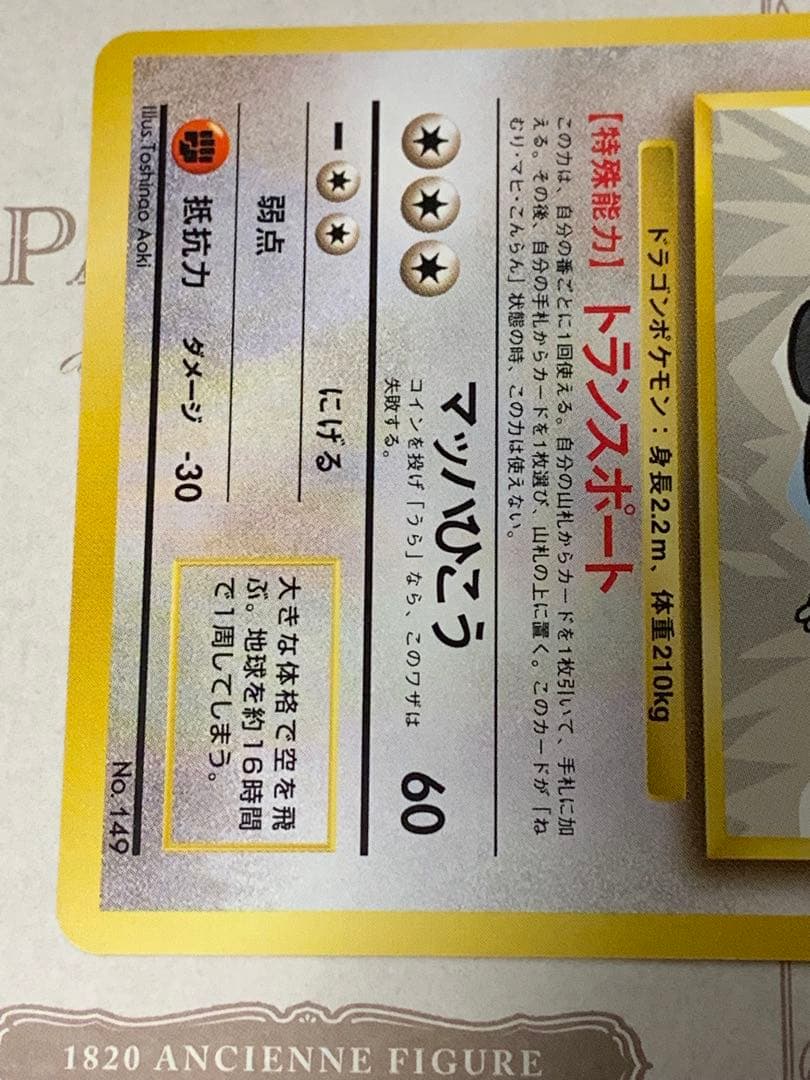 ドラゴンポケモン：身長2.2m、体重210kg
【特殊能力】トランスポート
この力は、自分の番ごとに1回使える。自分の山札からカードを1枚引いて、手札に加
える。その後、自分の手札からカードを1枚選び、山札の上に置く。このカードが「ね
むり・マヒ・こんらん」状態の時、この力は使えない。
マッハひこう 60
コインを投げ「うら」なら、このワザは
失敗する。
にげる
弱点
抵抗力 ダメージ -30
大きな体格で空を飛
ぶ。地球を約16時間
で1周してしまう。
Illus. Toshinao Aoki
No. 149
1820 ANCIENNE FIGURE